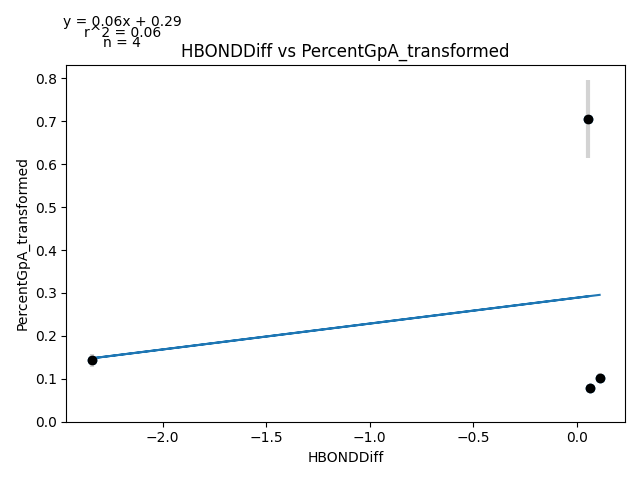 y = 0.06x + 0.29
r^2 = 0.06
n = 4
HBONDDiff vs PercentGpA_transformed
0.8
0.7
0.6
0.5
0.4
0.3
0.2
0.1
0.0
PercentGpA_transformed
−2.0
−1.5
−1.0
−0.5
0.0
HBONDDiff